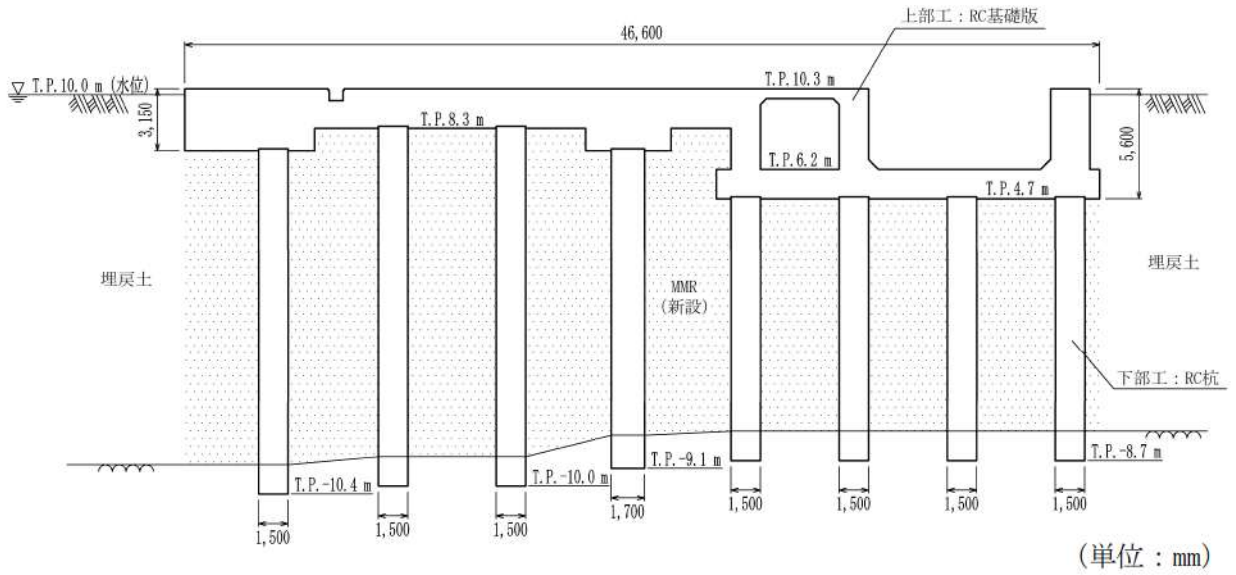 上部工：RC基礎版
46,600
T.P.10.0 m (水位)
T.P.10.3 m
3,150
T.P.8.3 m
5,600
T.P.6.2 m
T.P.4.7 m
埋戻土
MMR
(新設)
埋戻土
下部工：RC杭
T.P.-10.4 m
T.P.-10.0 m
T.P.-9.1 m
T.P.-8.7 m
1,500
1,500
1,500
1,700
1,500
1,500
1,500
1,500
(単位：mm)